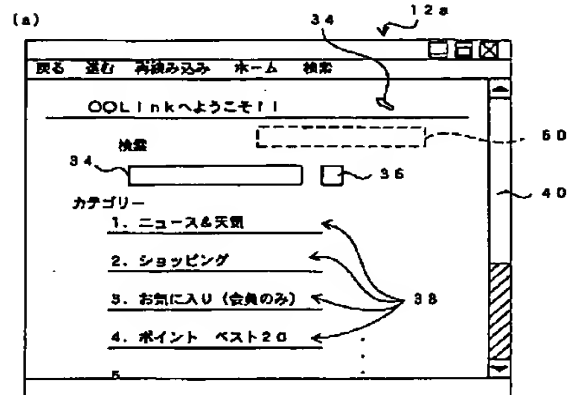 (a)
34
12a
戻る 進む 再読み込み ホーム 検索
○○Linkへようこそ!!
60
検索
34
36
40
カテゴリー
1. ニュース&天気
2. ショッピング
3. お気に入り(会員のみ)
38
4. ポイント ベスト20
5